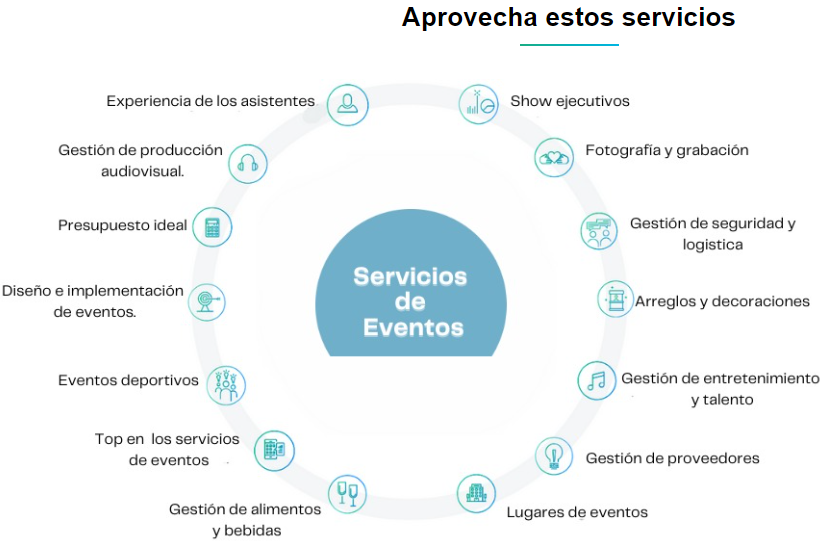 Aprovecha estos servicios
Experiencia de los asistentes
Show ejecutivos
Gestión de producción
audiovisual.
Fotografía y grabación
Presupuesto ideal
Gestión de seguridad y
logistica
Diseño e implementación
de eventos.
Servicios
de
Eventos
Arreglos y decoraciones
Eventos deportivos
Gestión de entretenimiento
y talento
Top en los servicios
de eventos
Gestión de proveedores
Gestión de alimentos
y bebidas
Lugares de eventos